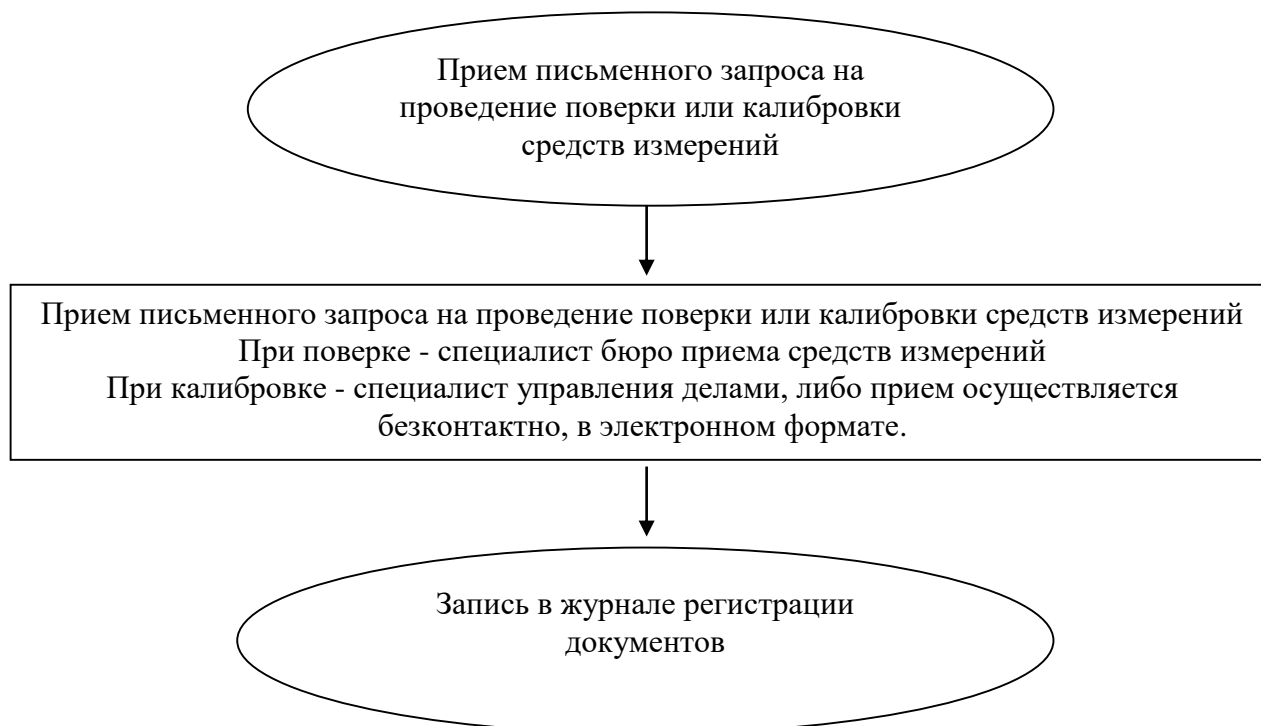 Прием письменного запроса на
проведение поверки или калибровки
средств измерений
Прием письменного запроса на проведение поверки или калибровки средств измерений
При поверке - специалист бюро приема средств измерений
При калибровке - специалист управления делами, либо прием осуществляется
безконтактно, в электронном формате.
Запись в журнале регистрации
документов